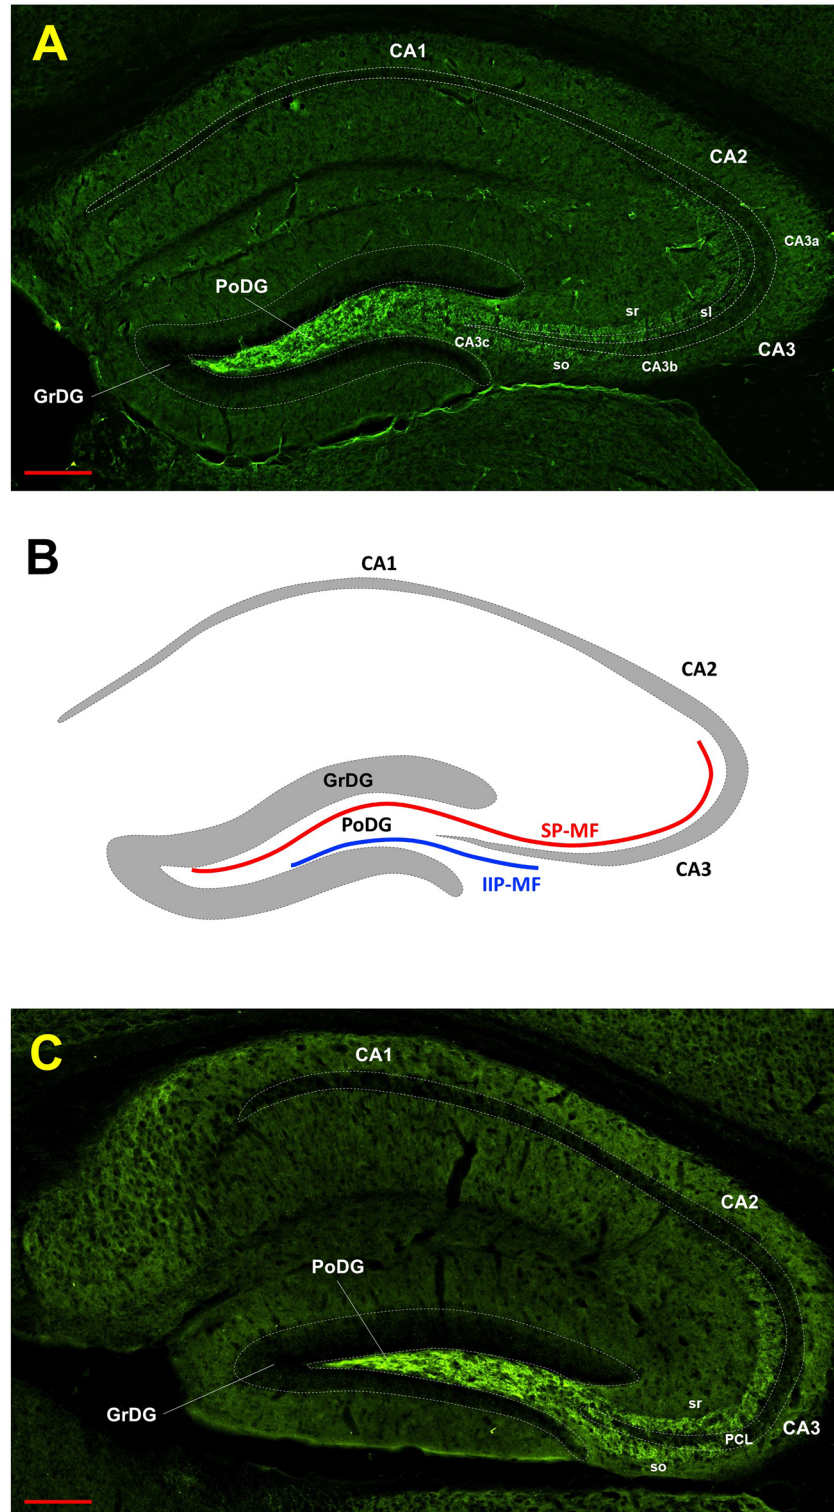 A
CA1
CA2
CA3a
PoDG
sr
sl
CA3c
CA3
so
CA3b
GrDG
B
CA1
CA2
GrDG
PoDG
SP-MF
CA3
IIP-MF
C
CA1
CA2
PoDG
sr
GrDG
CA3
PCL
so